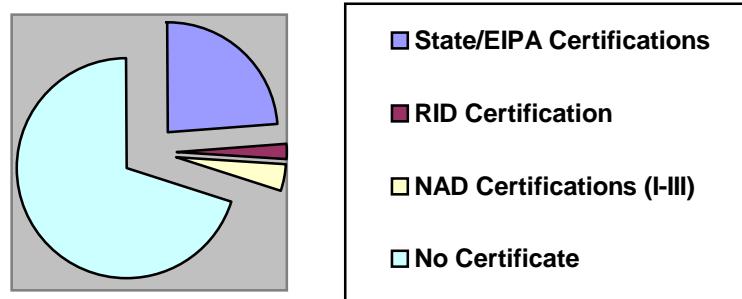 State/EIPA Certifications
RID Certification
NAD Certifications (I-III)
No Certificate